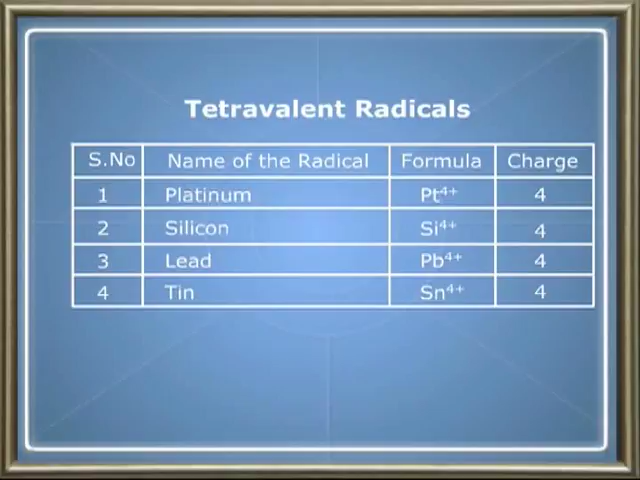 Tetravalent Radicals
S.No Name of the Radical Formula Charge
1 Platinum Pt⁴⁺ 4
2 Silicon Si⁴⁺ 4
3 Lead Pb⁴⁺ 4
4 Tin Sn⁴⁺ 4